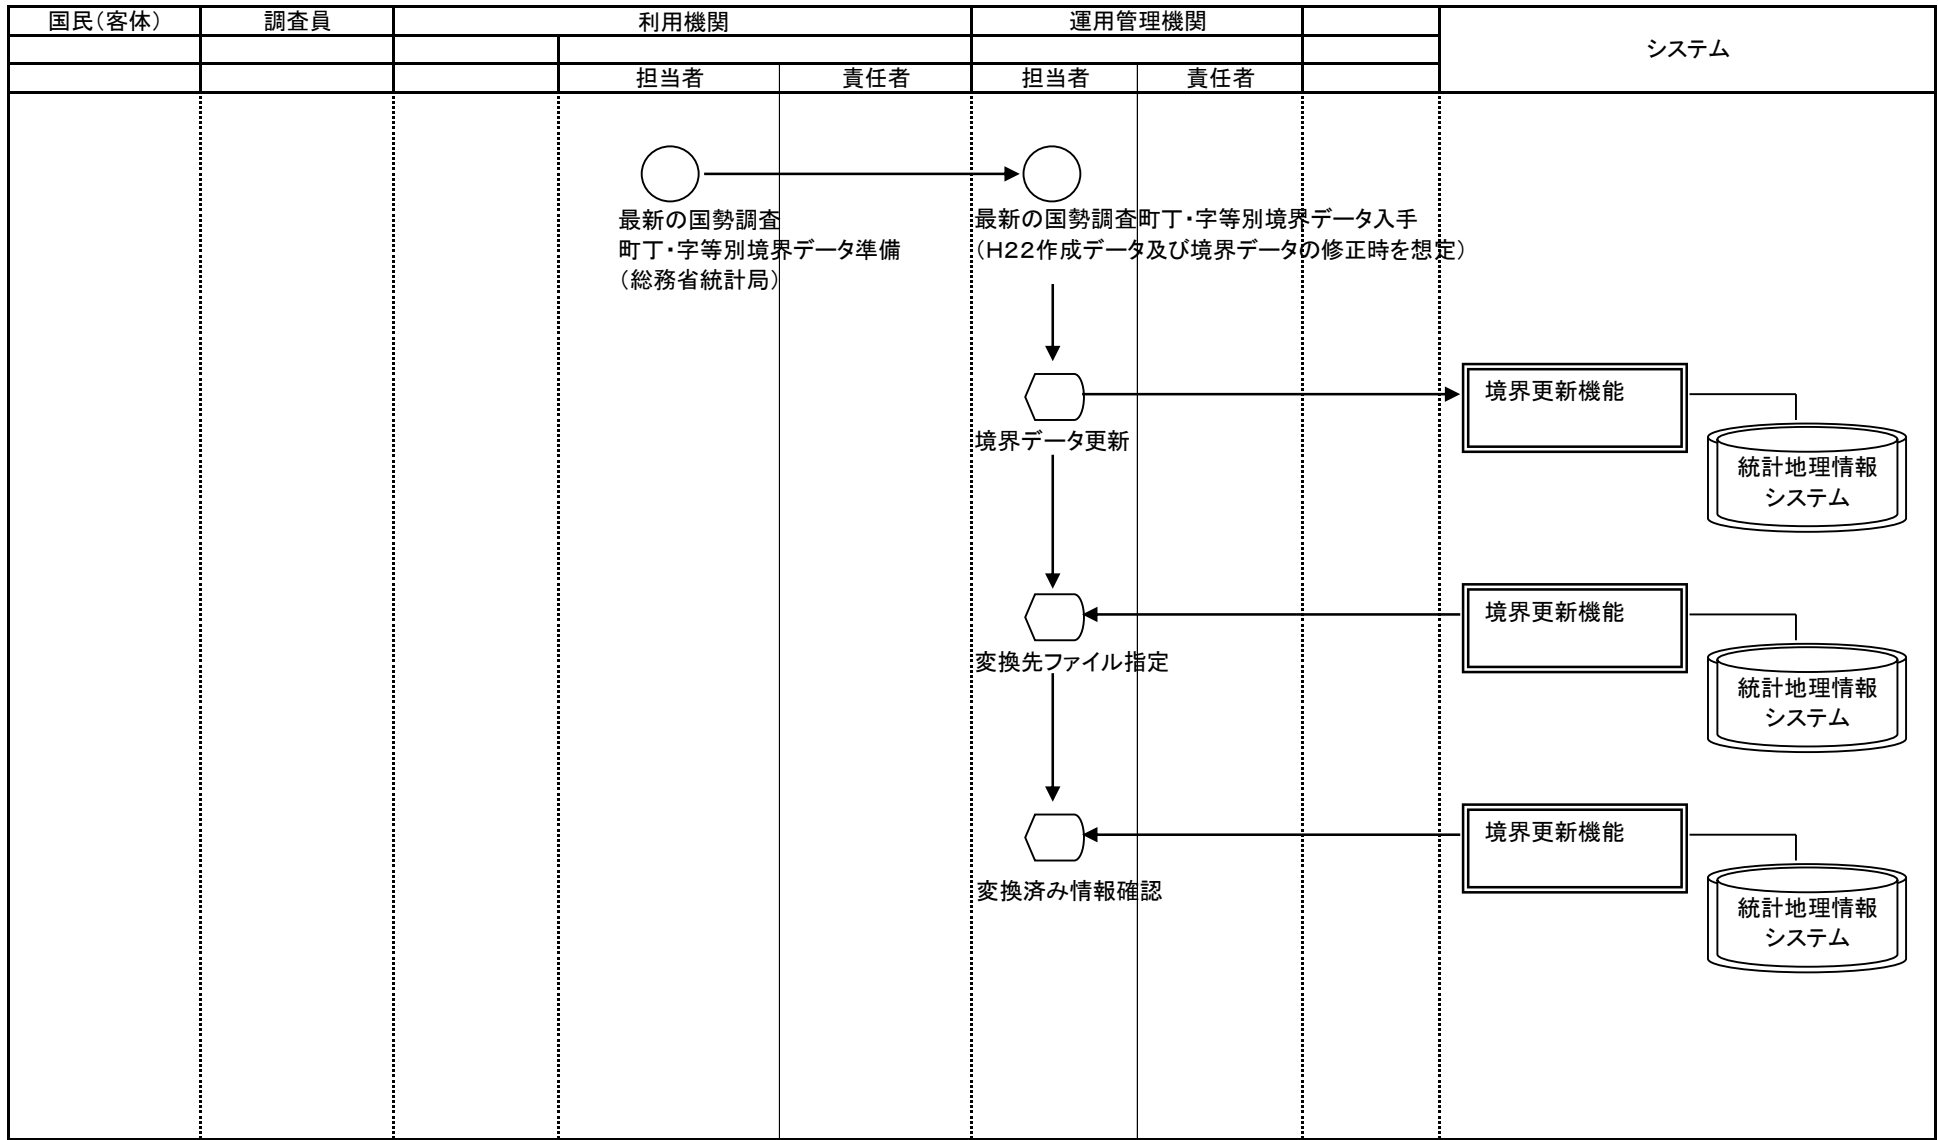 国民(客体)
調査員
利用機関
運用管理機関
システム
担当者
責任者
担当者
責任者
最新の国勢調査
町丁・字等別境界データ準備
(総務省統計局)
最新の国勢調査町丁・字等別境界データ入手
(H22作成データ及び境界データの修正時を想定)
境界データ更新
境界更新機能
統計地理情報
システム
変換先ファイル指定
境界更新機能
統計地理情報
システム
変換済み情報確認
境界更新機能
統計地理情報
システム